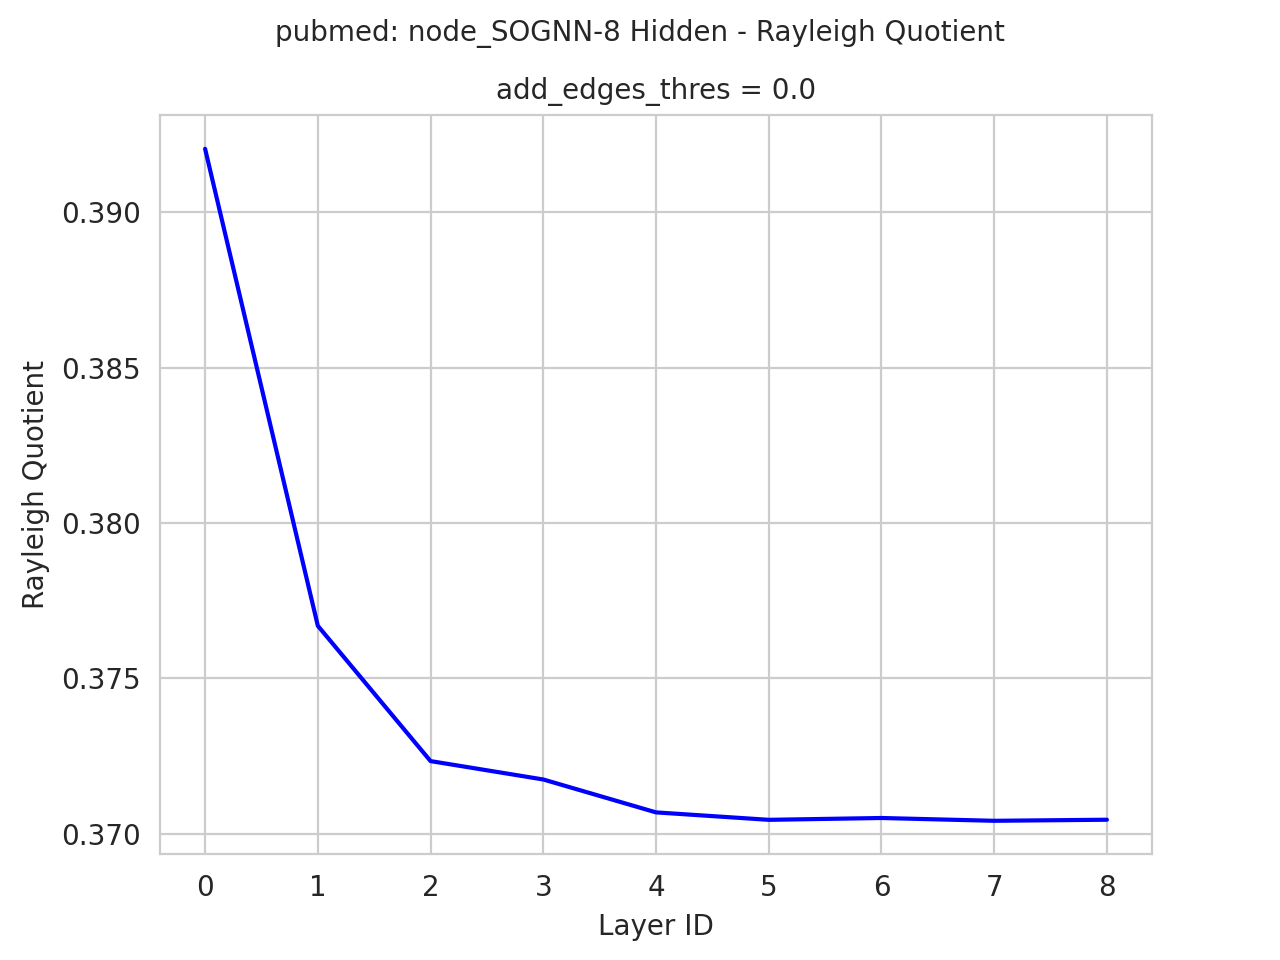 pubmed: node_SOGNN-8 Hidden - Rayleigh Quotient
add_edges_thres = 0.0
Rayleigh Quotient
0.390
0.385
0.380
0.375
0.370
0 1 2 3 4 5 6 7 8
Layer ID